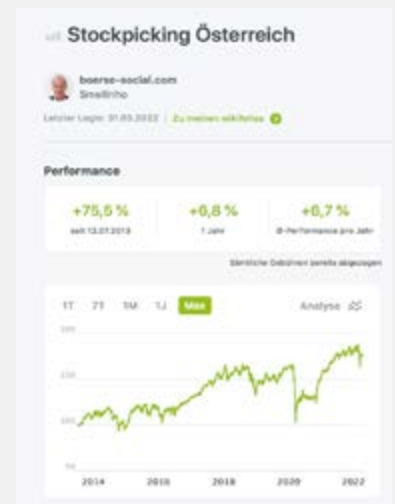 Stockpicking Österreich
boerse-social.com
Smeilinho
Letzter Login: 31.03.2022 | Zu meinen wikifolios
Performance
+75,5 % +6,8 % +6,7 %
seit 13.07.2013 1 Jahr Ø-Performance pro Jahr
Sämtliche Gebühren bereits abgezogen
1T 7T 1M 1J Max Analyse
2014 2016 2018 2020 2022